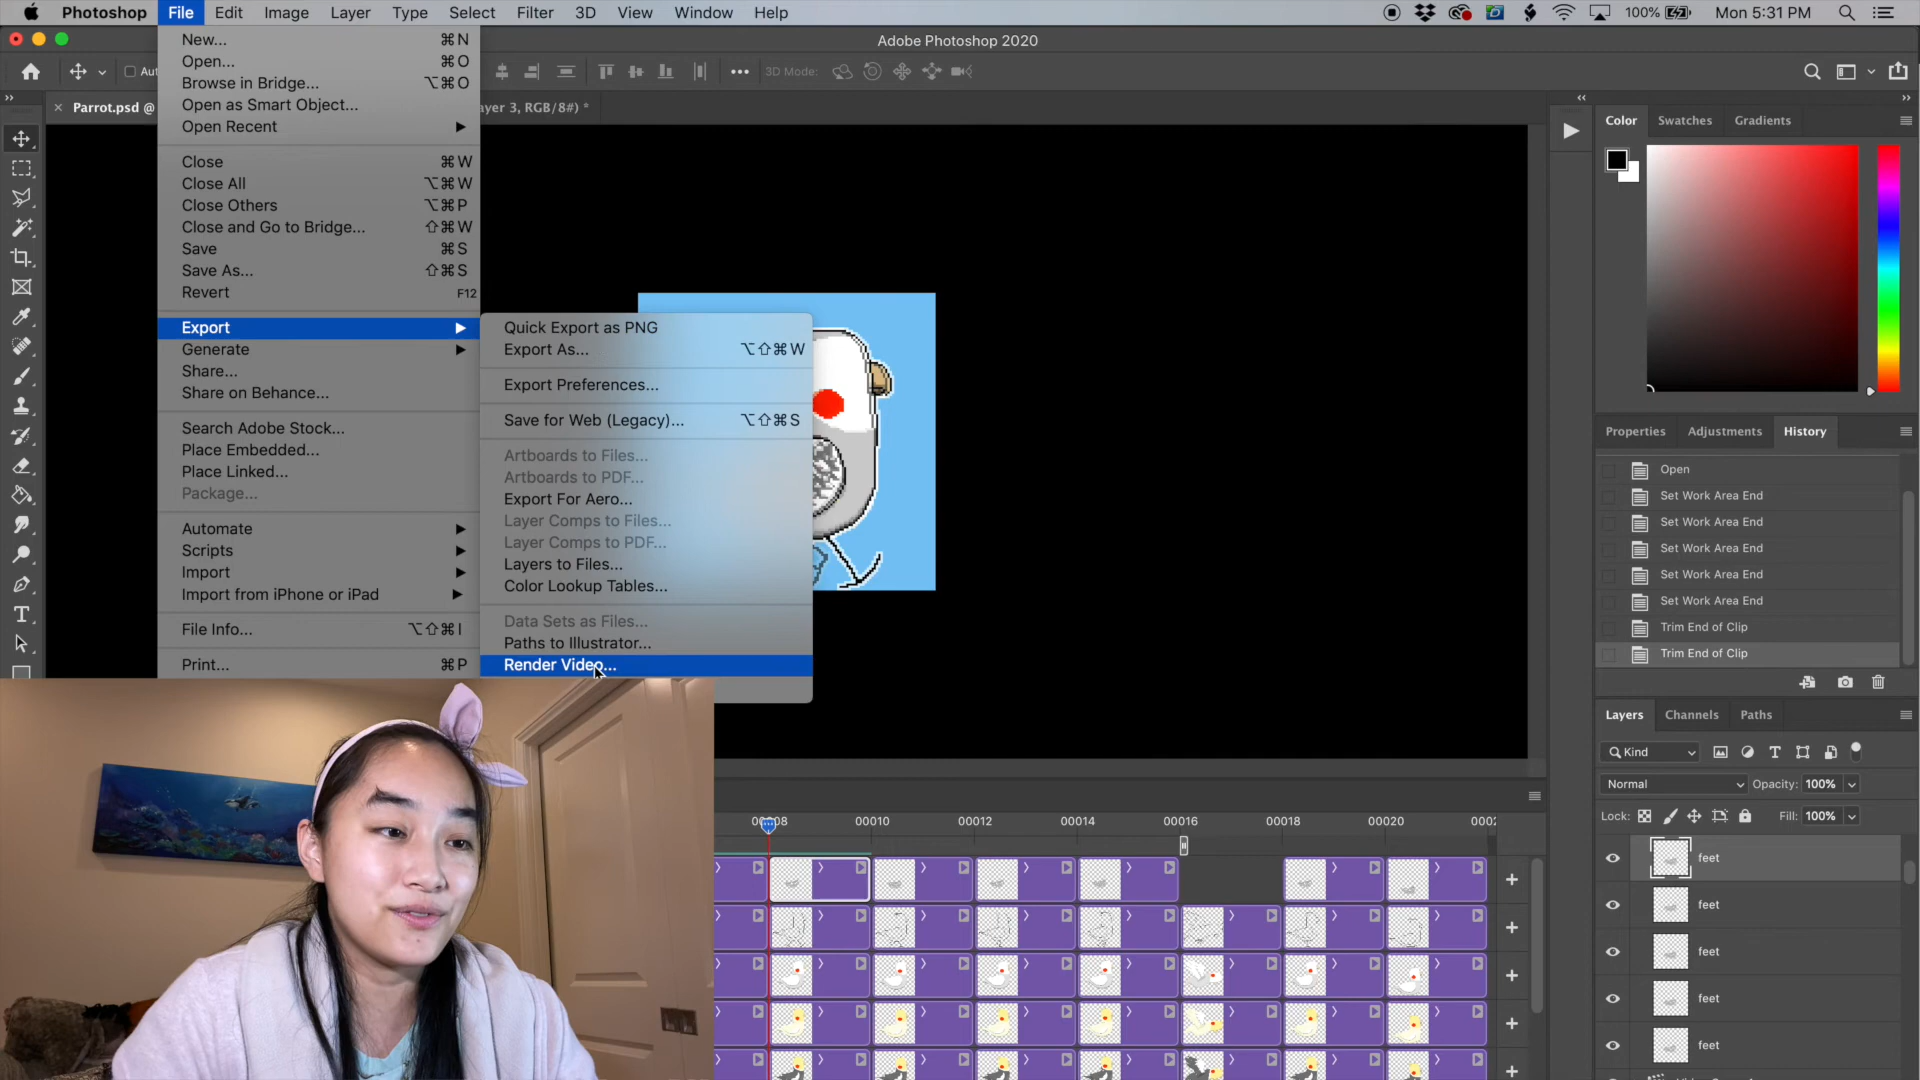 Photoshop File Edit Image Layer Type Select Filter 3D View Window Help 100% Mon 5:31 PM
Adobe Photoshop 2020
3D Mode:
Parrot.psd @
ayer 3, RGB/8#) *
New... ⌘N
Open... ⌘O
Browse in Bridge... ⌥⌘O
Open as Smart Object...
Open Recent
Close ⌘W
Close All ⌥⌘W
Close Others ⌥⌘P
Close and Go to Bridge... ⇧⌘W
Save ⌘S
Save As... ⇧⌘S
Revert F12
Export
Generate
Share...
Share on Behance...
Search Adobe Stock...
Place Embedded...
Place Linked...
Package...
Automate
Scripts
Import
Import from iPhone or iPad
File Info... ⌥⇧⌘I
Print... ⌘P
Quick Export as PNG
Export As... ⌥⇧⌘W
Export Preferences...
Save for Web (Legacy)... ⌥⇧⌘S
Artboards to Files...
Artboards to PDF...
Export For Aero...
Layer Comps to Files...
Layer Comps to PDF...
Layers to Files...
Color Lookup Tables...
Data Sets as Files...
Paths to Illustrator...
Render Video...
Color Swatches Gradients
Properties Adjustments History
Open
Set Work Area End
Set Work Area End
Set Work Area End
Set Work Area End
Set Work Area End
Trim End of Clip
Trim End of Clip
Layers Channels Paths
Kind
Normal Opacity: 100%
Lock: Fill: 100%
feet
feet
feet
feet
feet
00010 00012 00014 00016 00018 00020